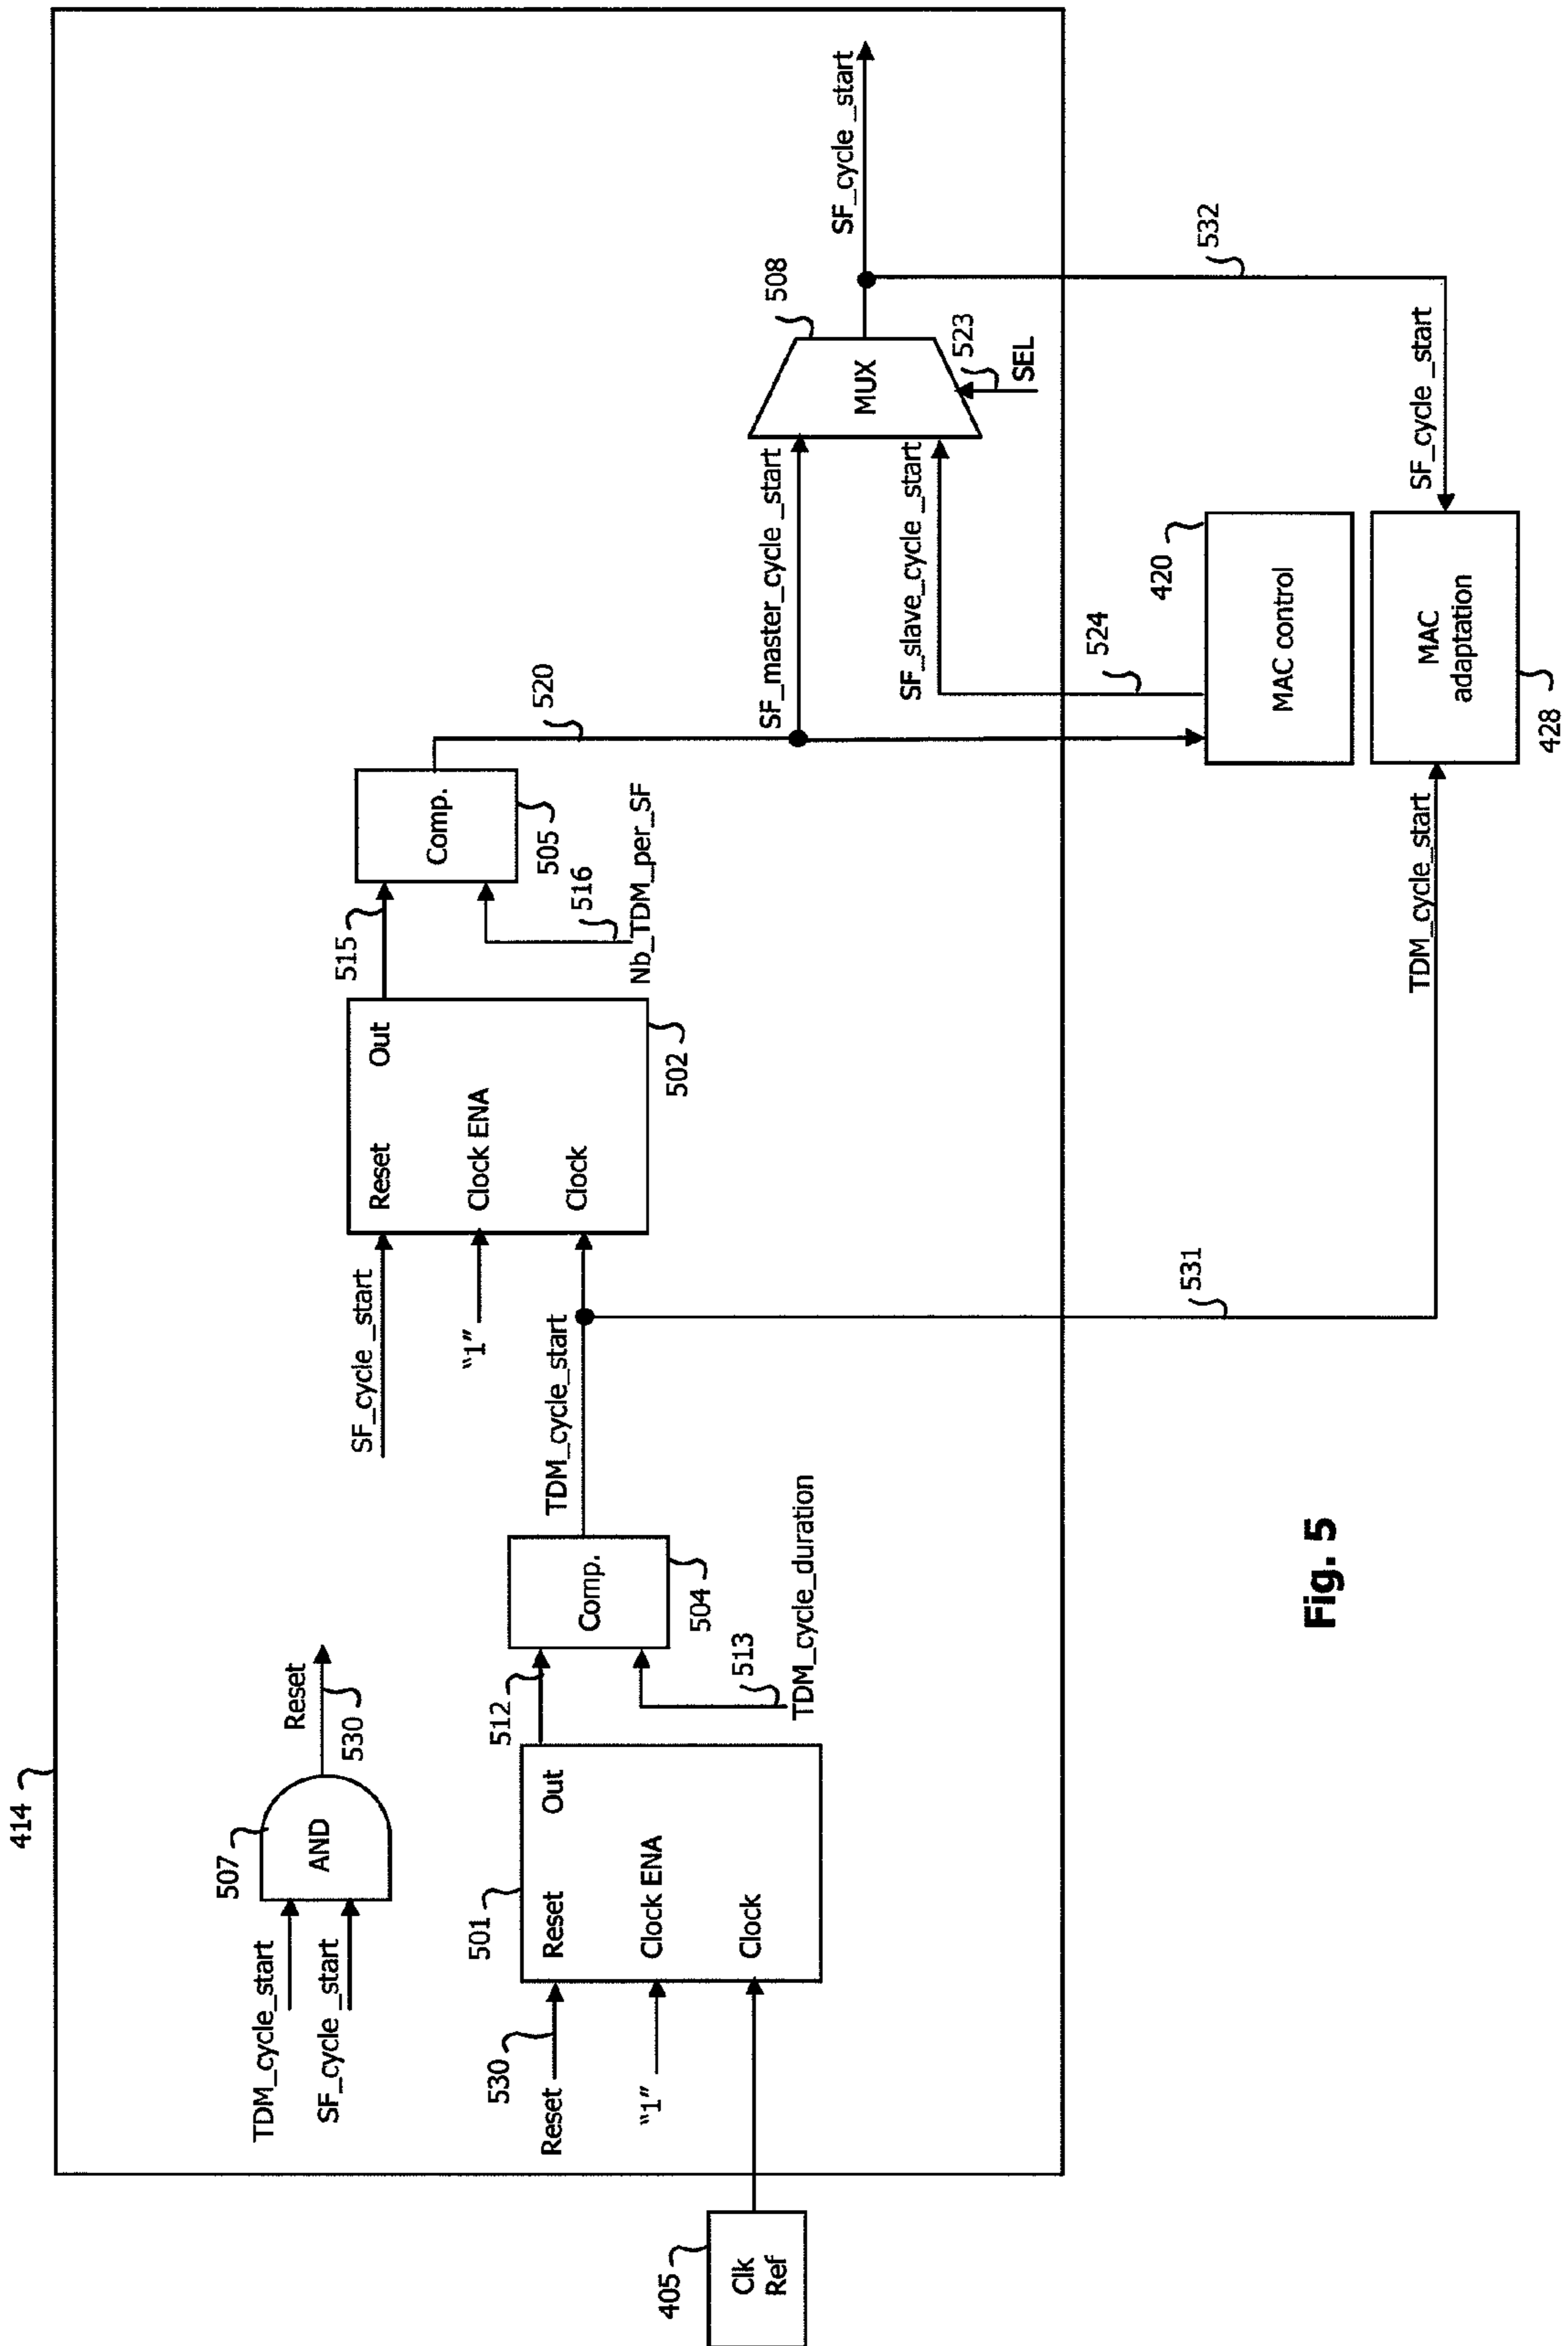 414
507
TDM_cycle_start
SF_cycle _start
AND
Reset
530
501
530
Reset
"1"
Reset
Out
Clock ENA
Clock
405
Clk
Ref
512
Comp.
504
513
TDM_cycle_duration
TDM_cycle_start
SF_cycle _start
"1"
Reset
Out
Clock ENA
Clock
502
515
Comp.
505
516
Nb_TDM_per_SF
520
SF_master_cycle _start
SF_slave_cycle _start
MUX
508
523
SEL
SF_cycle _start
532
SF_cycle _start
524
420
MAC control
MAC
adaptation
428
531
TDM_cycle_start
Fig. 5